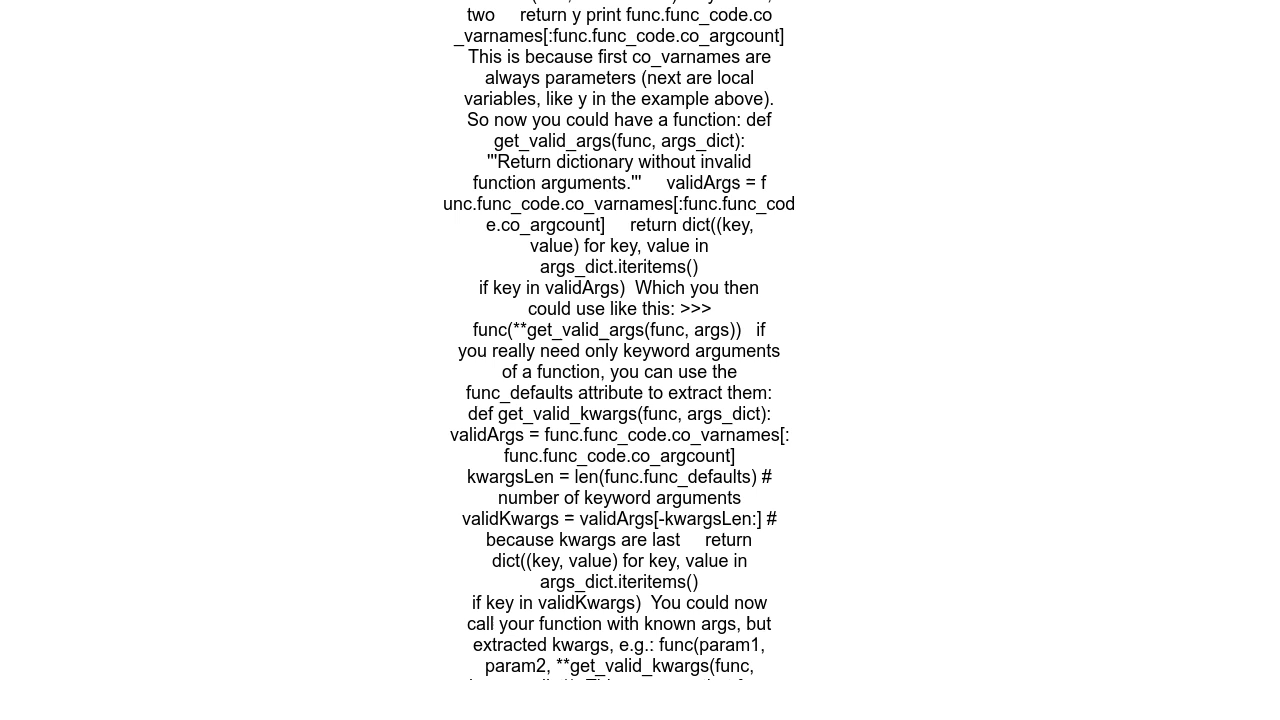 two     return y print func.func_code.co
_varnames[:func.func_code.co_argcount]
This is because first co_varnames are
always parameters (next are local
variables, like y in the example above).
So now you could have a function: def
get_valid_args(func, args_dict):
'''Return dictionary without invalid
function arguments.'''     validArgs = f
unc.func_code.co_varnames[:func.func_cod
e.co_argcount]     return dict((key,
value) for key, value in
args_dict.iteritems()
if key in validArgs)  Which you then
could use like this: >>>
func(**get_valid_args(func, args))   if
you really need only keyword arguments
of a function, you can use the
func_defaults attribute to extract them:
def get_valid_kwargs(func, args_dict):
validArgs = func.func_code.co_varnames[:
func.func_code.co_argcount]
kwargsLen = len(func.func_defaults) #
number of keyword arguments
validKwargs = validArgs[-kwargsLen:] #
because kwargs are last     return
dict((key, value) for key, value in
args_dict.iteritems()
if key in validKwargs)  You could now
call your function with known args, but
extracted kwargs, e.g.: func(param1,
param2, **get_valid_kwargs(func,